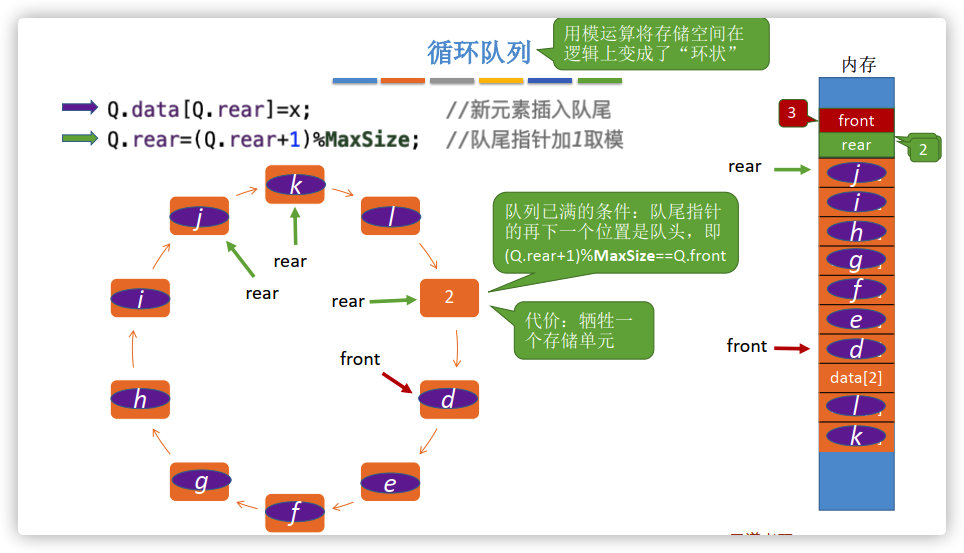 循环队列
用模运算将存储空间在
逻辑上变成了“环状”
Q.data[Q.rear]=x; //新元素插入队尾
Q.rear=(Q.rear+1)%MaxSize; //队尾指针加1取模
k
j
l
rear
rear
i
rear
2
队列已满的条件：队尾指针
的再下一个位置是队头，即
(Q.rear+1)%MaxSize==Q.front
代价：牺牲一
个存储单元
front
h
d
g
e
f
内存
3
front
rear
2
rear
j
i
h
g
f
e
front
d
data[2]
l
k